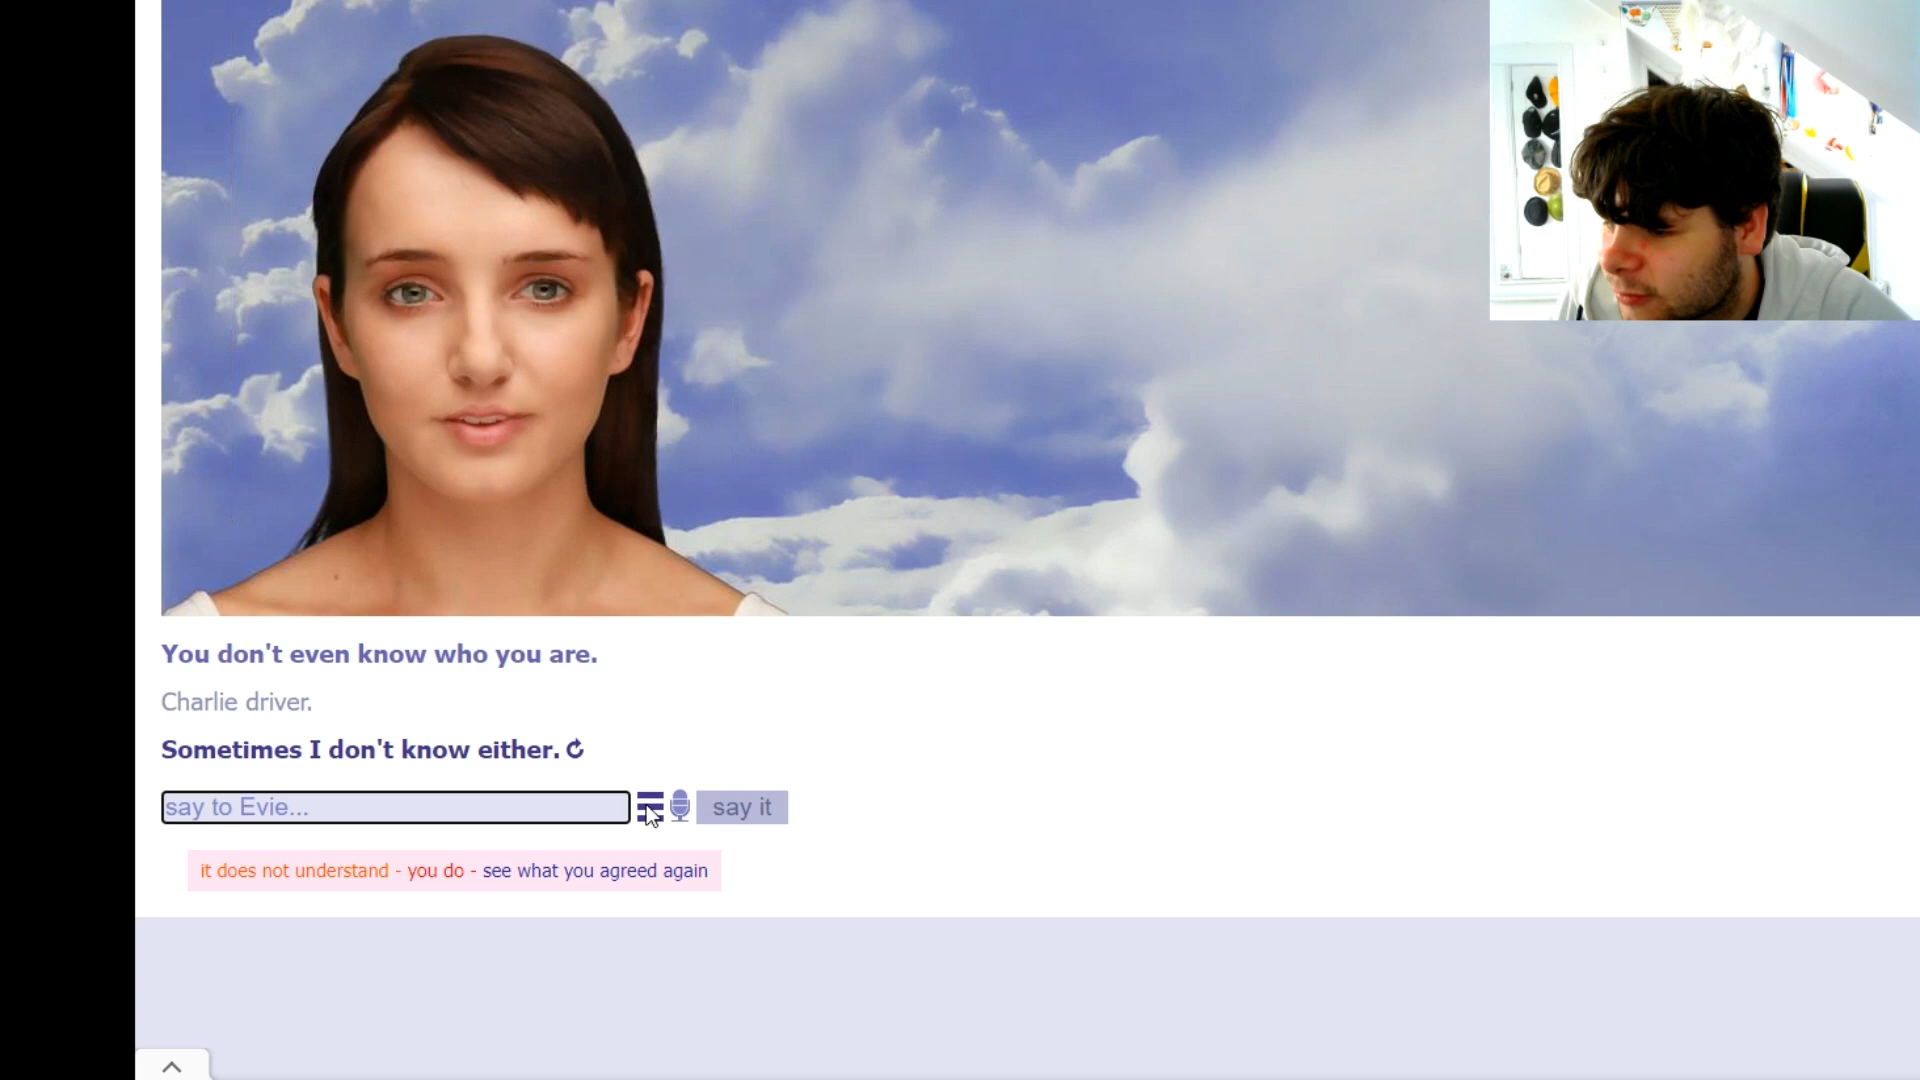 You don't even know who you are.
Charlie driver.
Sometimes I don't know either.
say to Evie...
say it
it does not understand - you do - see what you agreed again